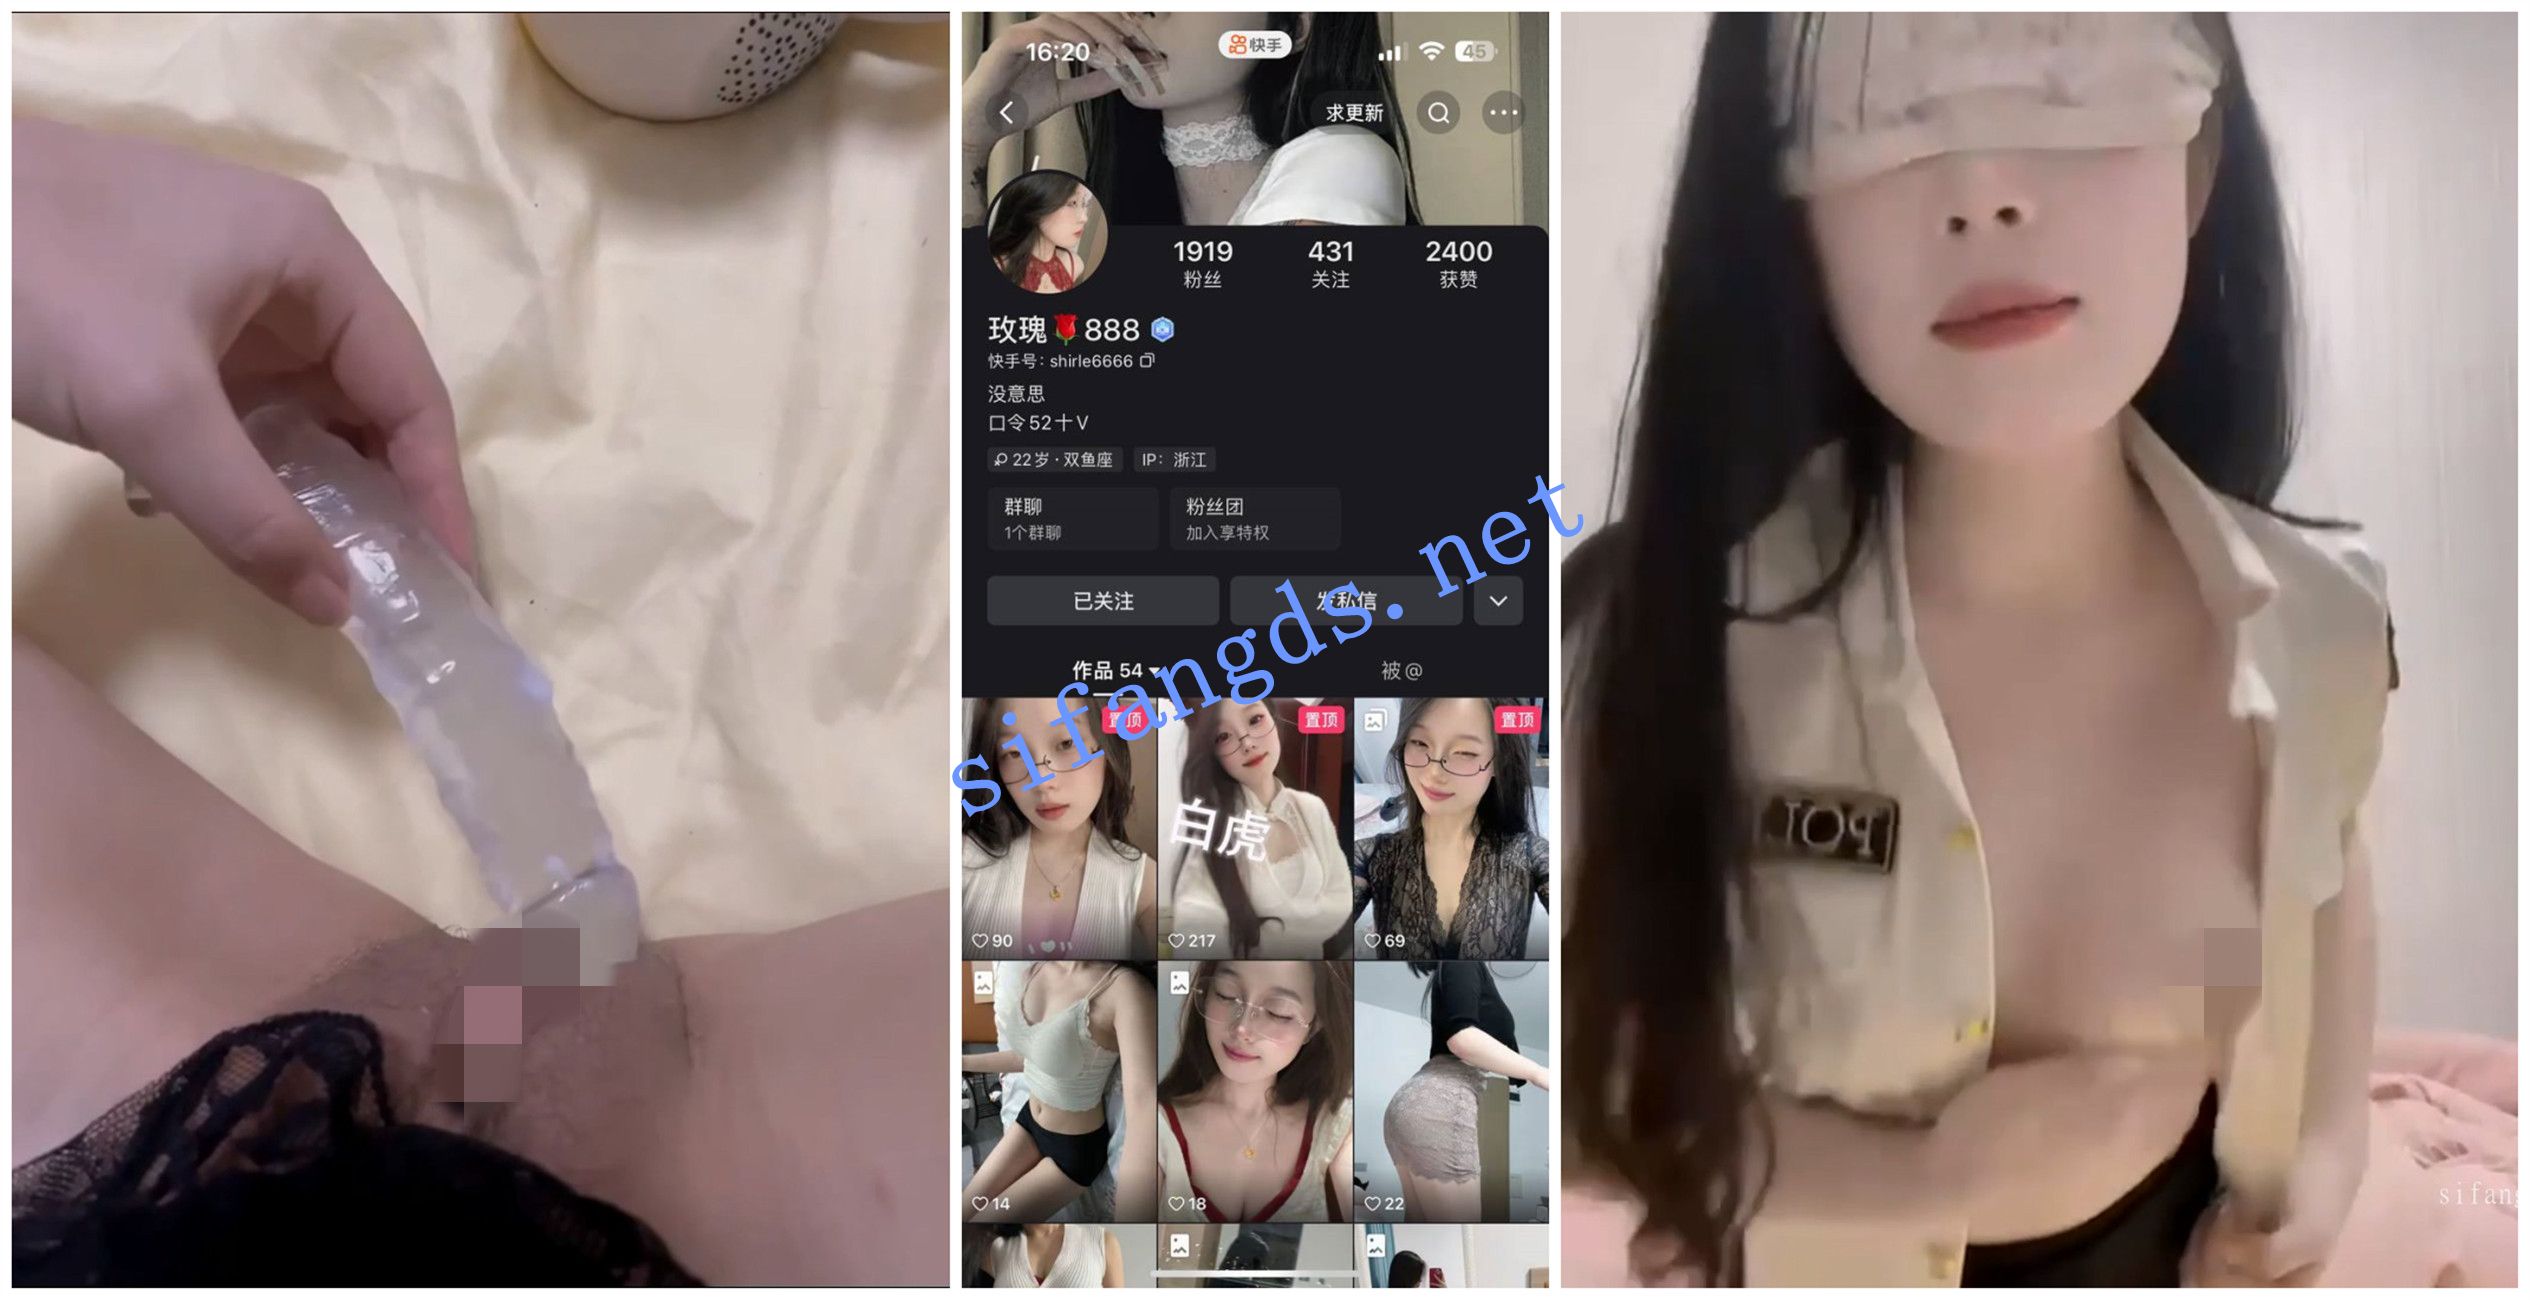 16:20
快手
45
求更新
1919
粉丝
431
关注
2400
获赞
玫瑰🌹888
快手号: shirle6666
没意思
口令52十V
22岁·双鱼座
IP: 浙江
群聊
1个群聊
粉丝团
加入享特权
已关注
发私信
作品 54
被@
sifangds.net
置顶
置顶
置顶
白虎
90
217
69
14
18
22
POL
sifang